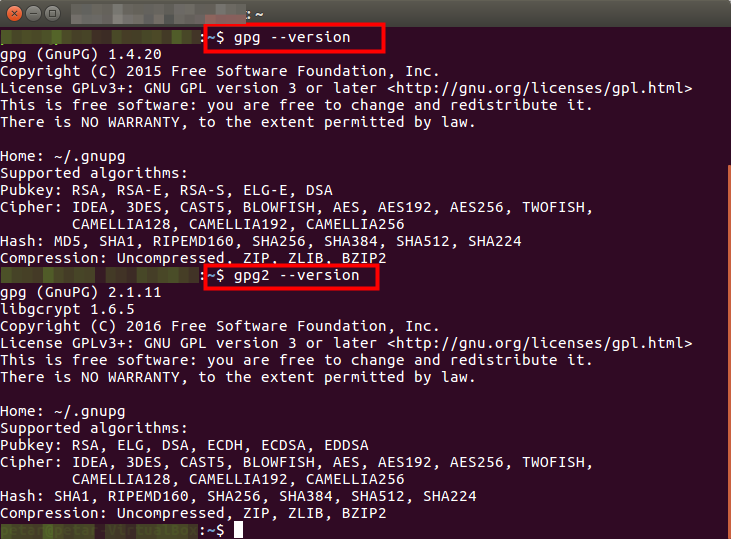 : ~
:~$ gpg --version
gpg (GnuPG) 1.4.20
Copyright (C) 2015 Free Software Foundation, Inc.
License GPLv3+: GNU GPL version 3 or later <http://gnu.org/licenses/gpl.html>
This is free software: you are free to change and redistribute it.
There is NO WARRANTY, to the extent permitted by law.
Home: ~/.gnupg
Supported algorithms:
Pubkey: RSA, RSA-E, RSA-S, ELG-E, DSA
Cipher: IDEA, 3DES, CAST5, BLOWFISH, AES, AES192, AES256, TWOFISH,
CAMELLIA128, CAMELLIA192, CAMELLIA256
Hash: MD5, SHA1, RIPEMD160, SHA256, SHA384, SHA512, SHA224
Compression: Uncompressed, ZIP, ZLIB, BZIP2
:~$ gpg2 --version
gpg (GnuPG) 2.1.11
libgcrypt 1.6.5
Copyright (C) 2016 Free Software Foundation, Inc.
License GPLv3+: GNU GPL version 3 or later <http://gnu.org/licenses/gpl.html>
This is free software: you are free to change and redistribute it.
There is NO WARRANTY, to the extent permitted by law.
Home: ~/.gnupg
Supported algorithms:
Pubkey: RSA, ELG, DSA, ECDH, ECDSA, EDDSA
Cipher: IDEA, 3DES, CAST5, BLOWFISH, AES, AES192, AES256, TWOFISH,
CAMELLIA128, CAMELLIA192, CAMELLIA256
Hash: SHA1, RIPEMD160, SHA256, SHA384, SHA512, SHA224
Compression: Uncompressed, ZIP, ZLIB, BZIP2
:~$